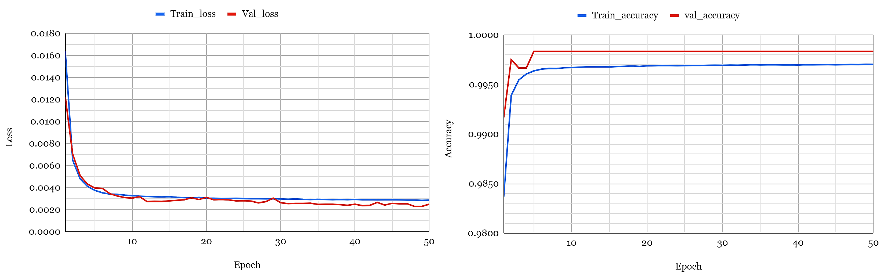 Train_loss Val_loss
0.0180
0.0160
0.0140
0.0120
0.0100
0.0080
0.0060
0.0040
0.0020
0.0000
Loss
10 20 30 40 50
Epoch
Train_accuracy val_accuracy
1.0000
0.9950
0.9900
0.9850
0.9800
Accuracy
10 20 30 40 50
Epoch